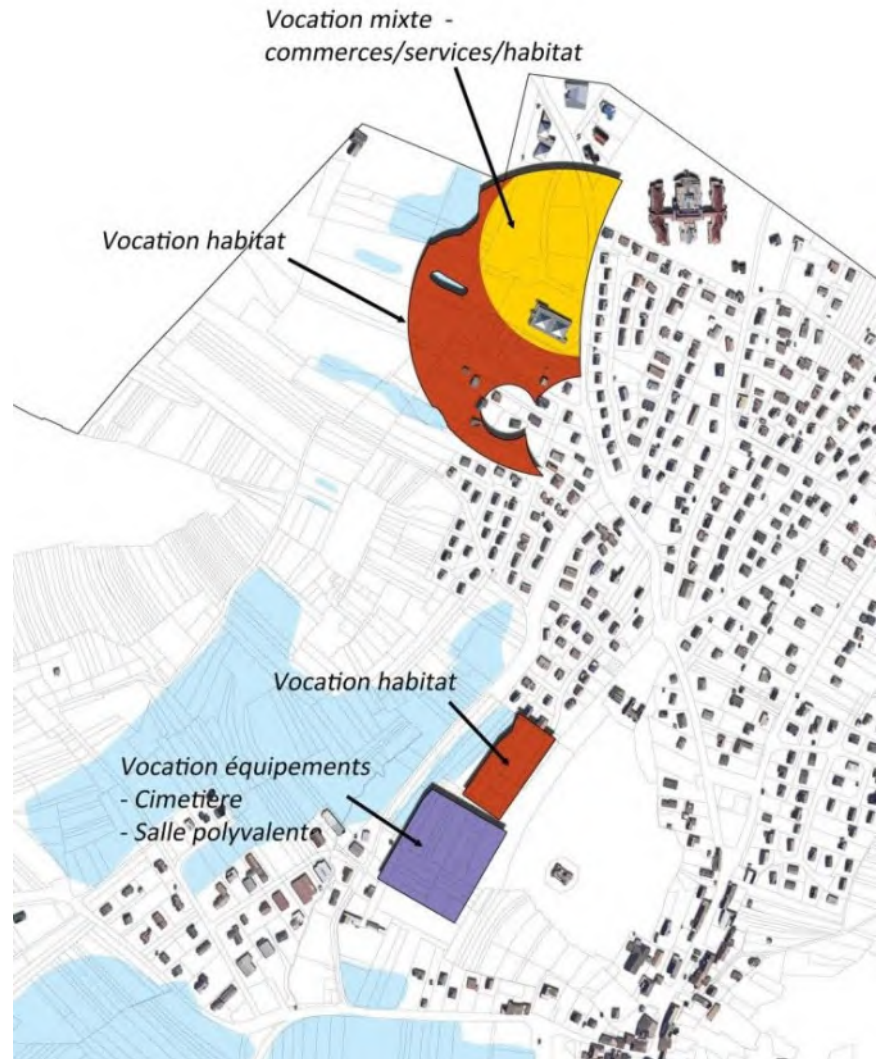 Vocation mixte -
commerces/services/habitat
Vocation habitat
Vocation habitat
Vocation équipements
- Cimetière
- Salle polyvalente